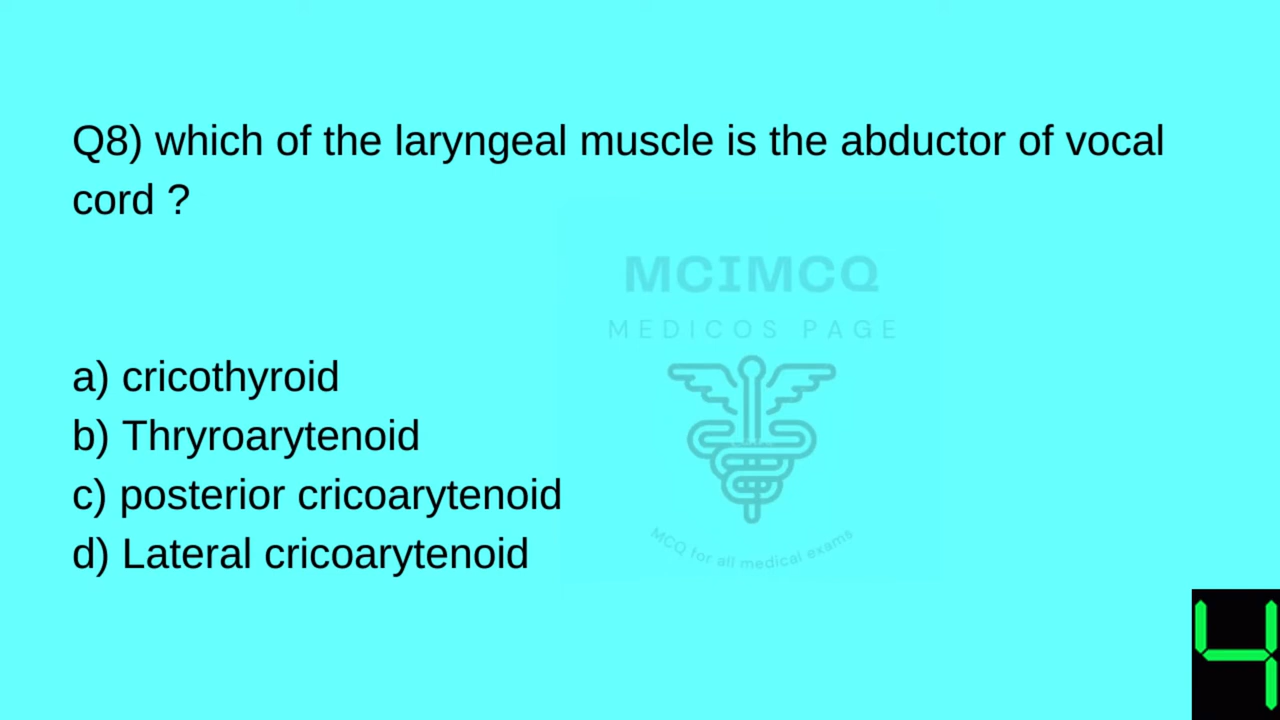 Q8) which of the laryngeal muscle is the abductor of vocal
cord ?
MCIMCQ
MEDICOS PAGE
a) cricothyroid
b) Thryroarytenoid
c) posterior cricoarytenoid
d) Lateral cricoarytenoid
MCQ for all medical exams
4